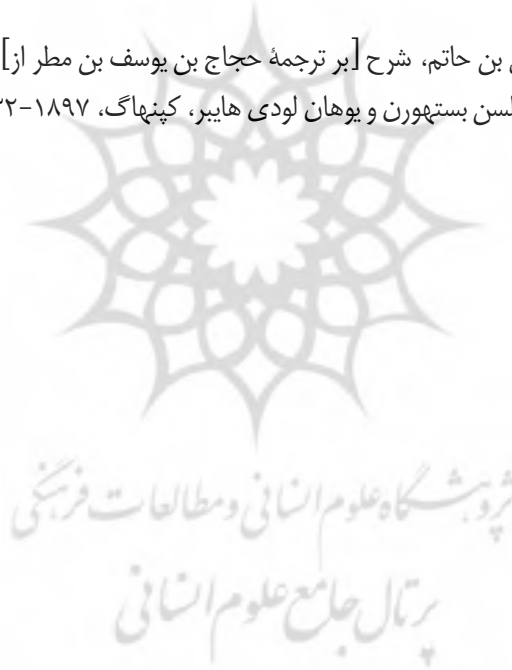 بن حاتم، شرح [بر ترجمهٔ حجاج بن یوسف بن مطر از]
لسن بستهورن و یوهان لودی هایبر، کپنهاگ، ۱۸۹۷-
پژوهشگاه علوم انسانی و مطالعات فرهنگی
پرتال جامع علوم انسانی